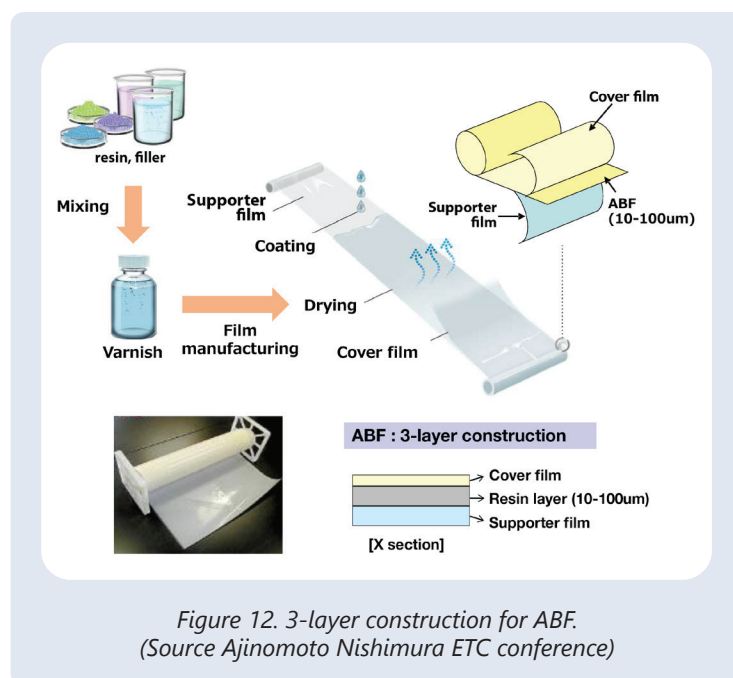 resin, filler
Mixing
Varnish
Film
manufacturing
Supporter
film
Coating
Drying
Cover film
Cover film
Supporter
film
ABF
(10-100um)
ABF : 3-layer construction
Cover film
Resin layer (10-100um)
Supporter film
[X section]
Figure 12. 3-layer construction for ABF.
(Source Ajinomoto Nishimura ETC conference)